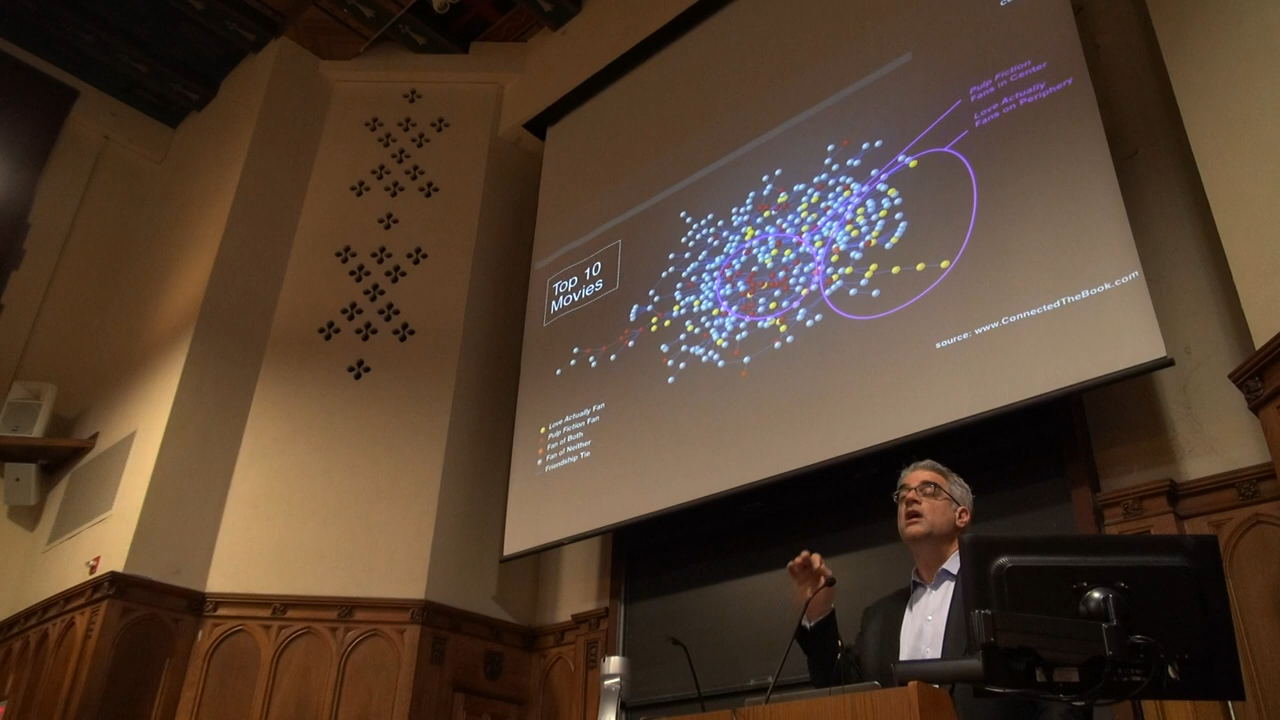 Pulp Fiction
Fans in Center
Love Actually
Fans on Periphery
Top 10
Movies
source: www.ConnectedTheBook.com
Love Actually Fan
Pulp Fiction Fan
Fan of Both
Fan of Neither
Friendship Tie